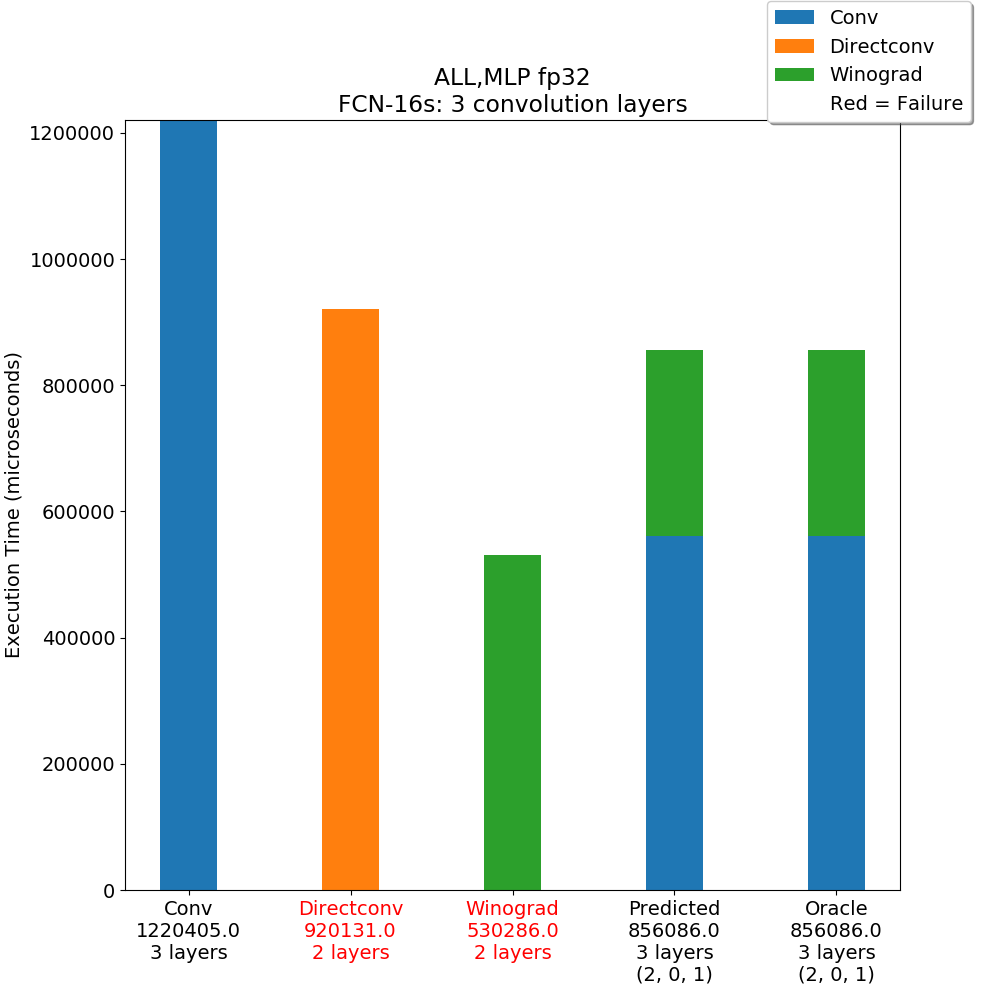 Conv
Directconv
Winograd
Red = Failure
ALL,MLP fp32
FCN-16s: 3 convolution layers
Execution Time (microseconds)
1200000
1000000
800000
600000
400000
200000
0
Conv
1220405.0
3 layers
Directconv
920131.0
2 layers
Winograd
530286.0
2 layers
Predicted
856086.0
3 layers
(2, 0, 1)
Oracle
856086.0
3 layers
(2, 0, 1)